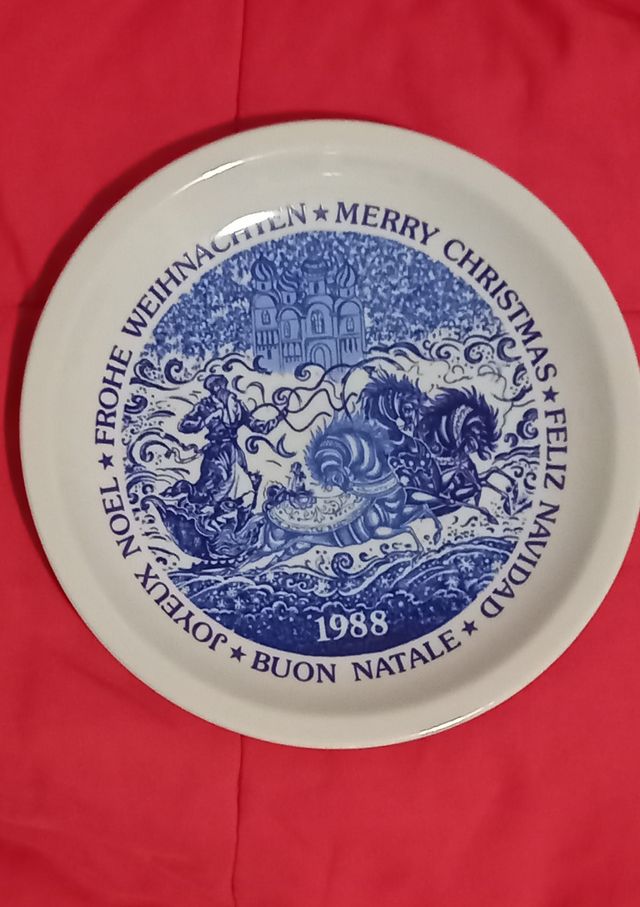 MERRY CHRISTMAS ★
FELIZ NAVIDAD ★
BUON NATALE ★
JOYEUX NOEL ★
FROHE WEIHNACHTEN ★
1988